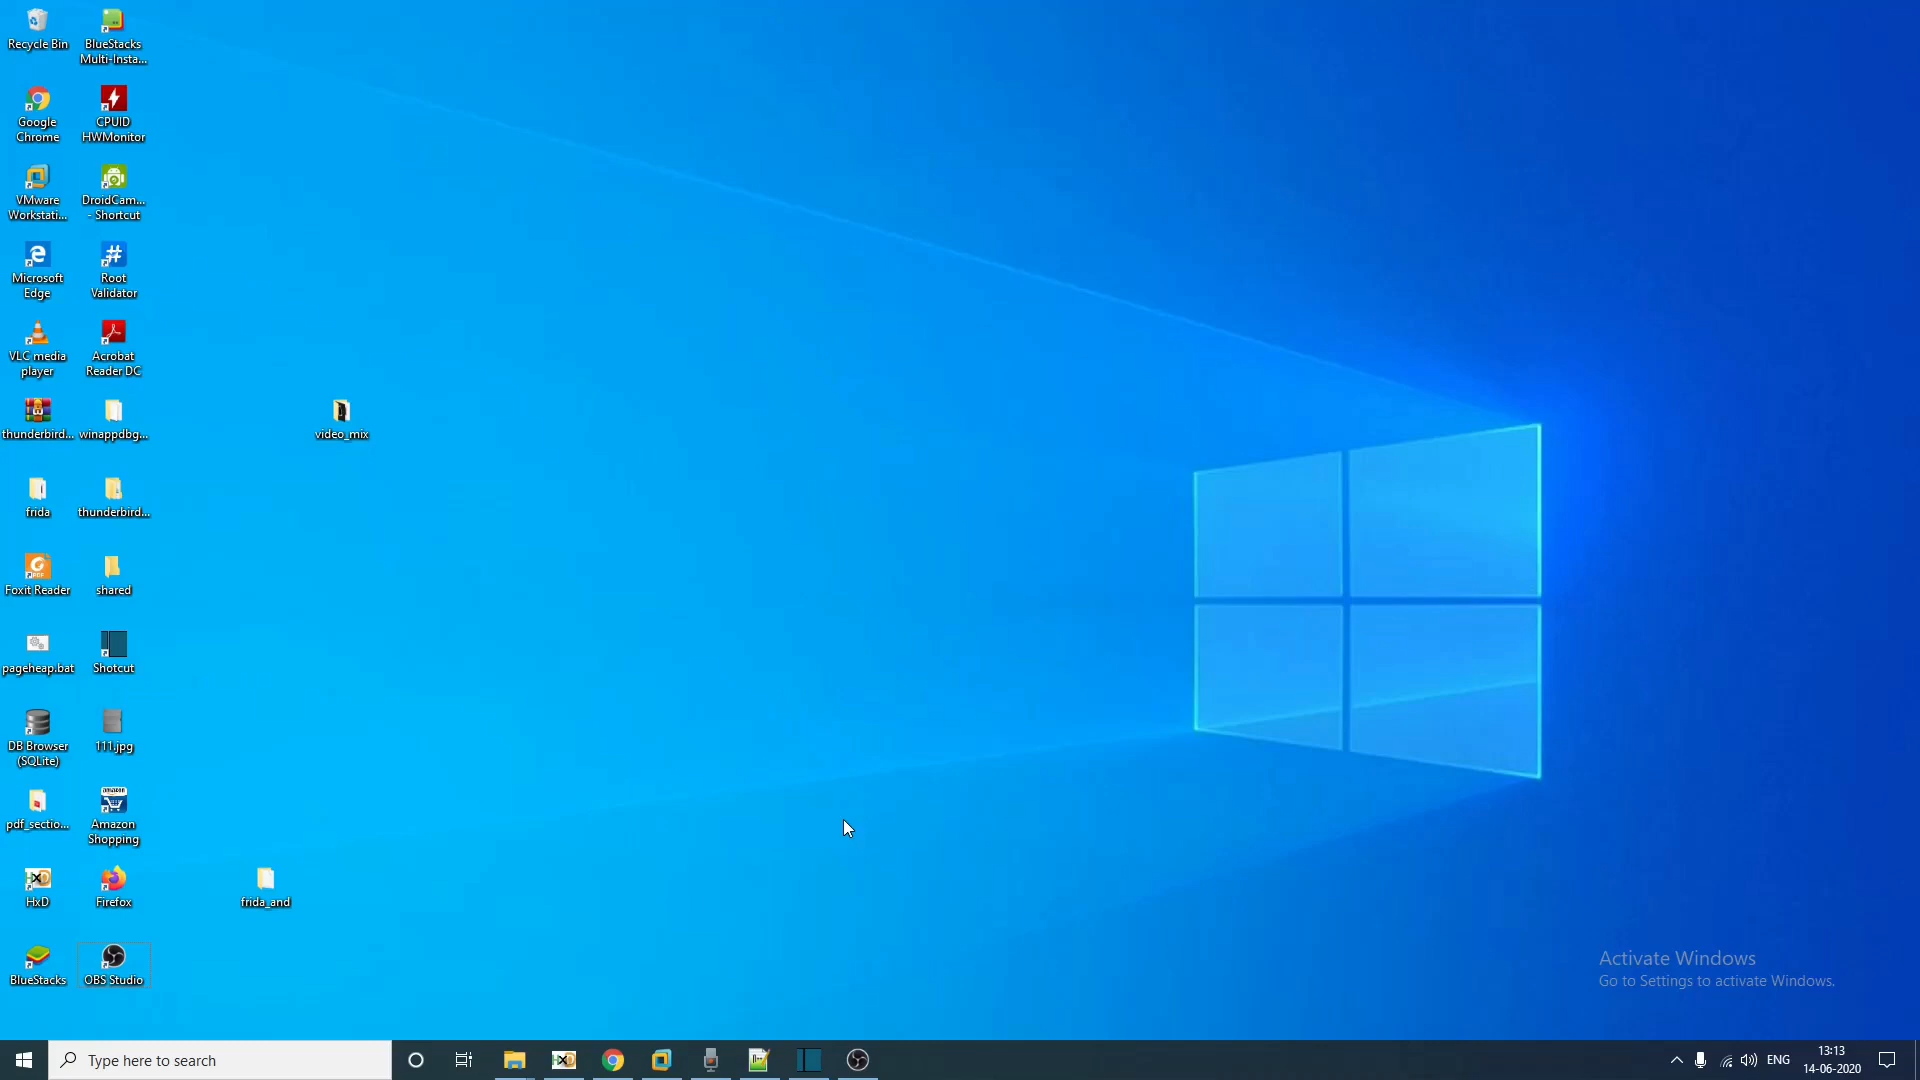 Recycle Bin
BlueStacks
Multi-Insta...
Google
Chrome
CPUID
HWMonitor
VMware
Workstati...
DroidCam...
- Shortcut
Microsoft
Edge
Root
Validator
VLC media
player
Acrobat
Reader DC
thunderbird...
winappdbg...
video_mix
frida
thunderbird...
Foxit Reader
shared
pageheap.bat
Shotcut
DB Browser
(SQLite)
111.jpg
pdf_sectio...
Amazon
Shopping
HxD
Firefox
frida_and
BlueStacks
OBS Studio
Activate Windows
Go to Settings to activate Windows.
Type here to search
ENG
13:13
14-06-2020